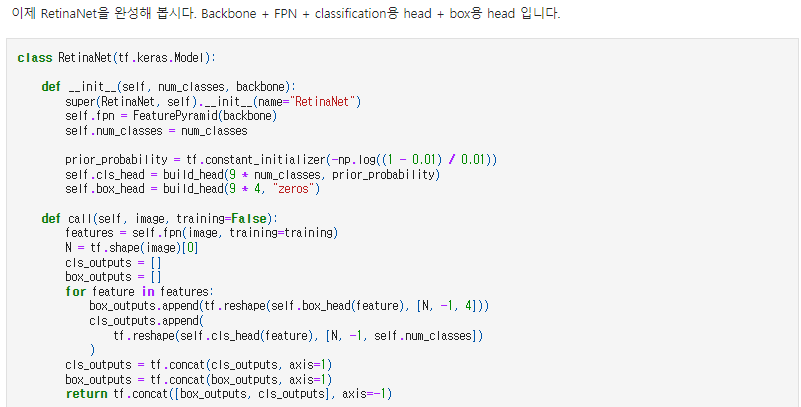 이제 RetinaNet을 완성해 봅시다. Backbone + FPN + classification용 head + box용 head 입니다.
class RetinaNet(tf.keras.Model):
    def __init__(self, num_classes, backbone):
        super(RetinaNet, self).__init__(name="RetinaNet")
        self.fpn = FeaturePyramid(backbone)
        self.num_classes = num_classes
        prior_probability = tf.constant_initializer(-np.log((1 - 0.01) / 0.01))
        self.cls_head = build_head(9 * num_classes, prior_probability)
        self.box_head = build_head(9 * 4, "zeros")
    def call(self, image, training=False):
        features = self.fpn(image, training=training)
        N = tf.shape(image)[0]
        cls_outputs = []
        box_outputs = []
        for feature in features:
            box_outputs.append(tf.reshape(self.box_head(feature), [N, -1, 4]))
            cls_outputs.append(
                tf.reshape(self.cls_head(feature), [N, -1, self.num_classes])
            )
        cls_outputs = tf.concat(cls_outputs, axis=1)
        box_outputs = tf.concat(box_outputs, axis=1)
        return tf.concat([box_outputs, cls_outputs], axis=-1)